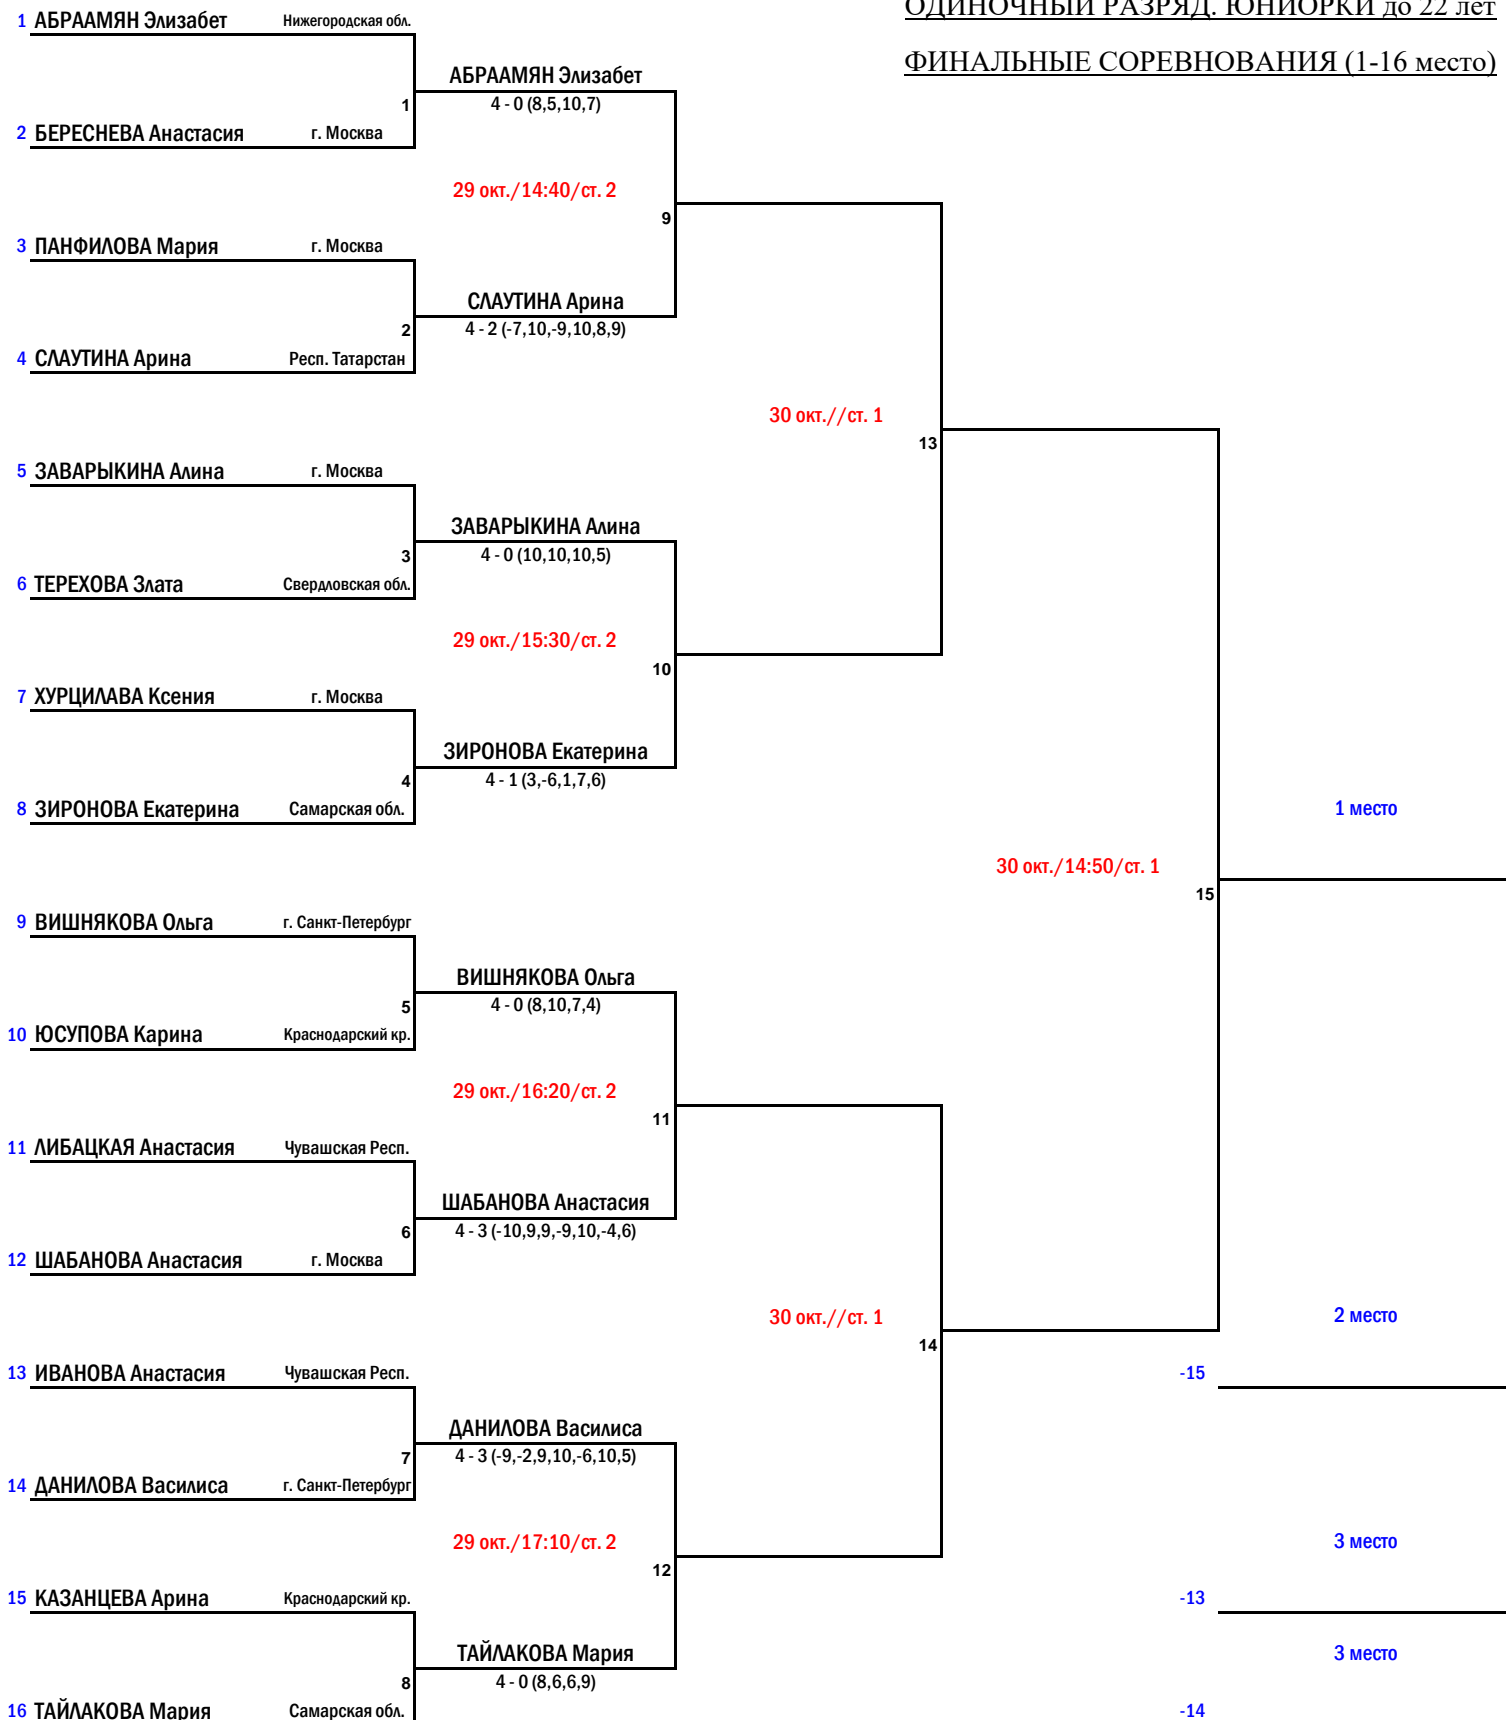 ОДИНОЧНЫЙ РАЗРЯД. ЮНИОРКИ до 22 лет
1 АБРААМЯН Элизабет Нижегородская обл.
ФИНАЛЬНЫЕ СОРЕВНОВАНИЯ (1-16 место)
АБРААМЯН Элизабет
1 4 - 0 (8,5,10,7)
2 БЕРЕСНЕВА Анастасия г. Москва
29 окт./14:40/ст. 2
9
3 ПАНФИЛОВА Мария г. Москва
СЛАУТИНА Арина
2 4 - 2 (-7,10,-9,10,8,9)
4 СЛАУТИНА Арина Респ. Татарстан
30 окт.//ст. 1
13
5 ЗАВАРЫКИНА Алина г. Москва
ЗАВАРЫКИНА Алина
3 4 - 0 (10,10,10,5)
6 ТЕРЕХОВА Злата Свердловская обл.
29 окт./15:30/ст. 2
10
7 ХУРЦИЛАВА Ксения г. Москва
ЗИРОНОВА Екатерина
4 4 - 1 (3,-6,1,7,6)
8 ЗИРОНОВА Екатерина Самарская обл.
1 место
30 окт./14:50/ст. 1
15
9 ВИШНЯКОВА Ольга г. Санкт-Петербург
ВИШНЯКОВА Ольга
5 4 - 0 (8,10,7,4)
10 ЮСУПОВА Карина Краснодарский кр.
29 окт./16:20/ст. 2
11
11 ЛИБАЦКАЯ Анастасия Чувашская Респ.
ШАБАНОВА Анастасия
6 4 - 3 (-10,9,9,-9,10,-4,6)
12 ШАБАНОВА Анастасия г. Москва
30 окт.//ст. 1
2 место
14
13 ИВАНОВА Анастасия Чувашская Респ.
-15
ДАНИЛОВА Василиса
7 4 - 3 (-9,-2,9,10,-6,10,5)
14 ДАНИЛОВА Василиса г. Санкт-Петербург
29 окт./17:10/ст. 2
3 место
12
15 КАЗАНЦЕВА Арина Краснодарский кр.
-13
ТАЙЛАКОВА Мария
3 место
8 4 - 0 (8,6,6,9)
16 ТАЙЛАКОВА Мария Самарская обл.
-14